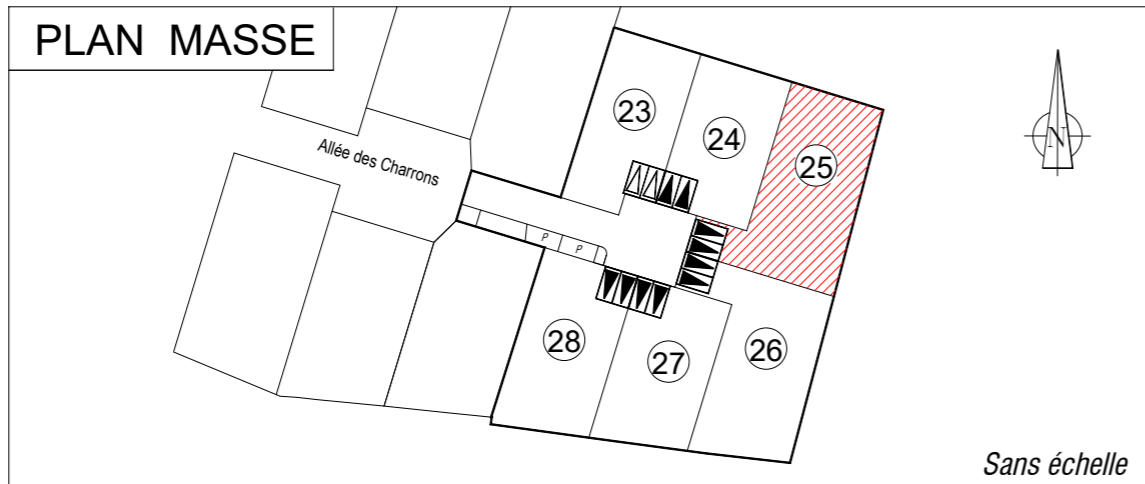 PLAN MASSE
23
24
25
N
Allée des Charrons
P P
28
27
26
Sans échelle